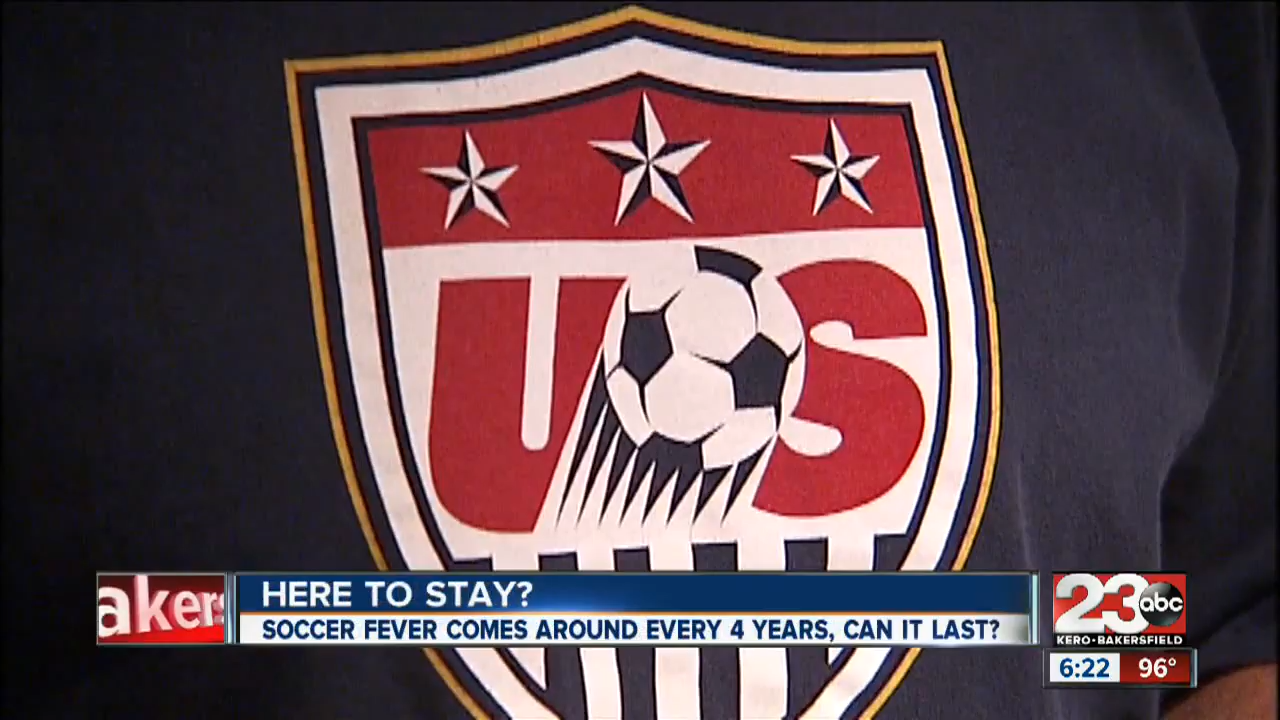 US
akers
HERE TO STAY?
SOCCER FEVER COMES AROUND EVERY 4 YEARS, CAN IT LAST?
23 abc
KERO-BAKERSFIELD
6:22 96°